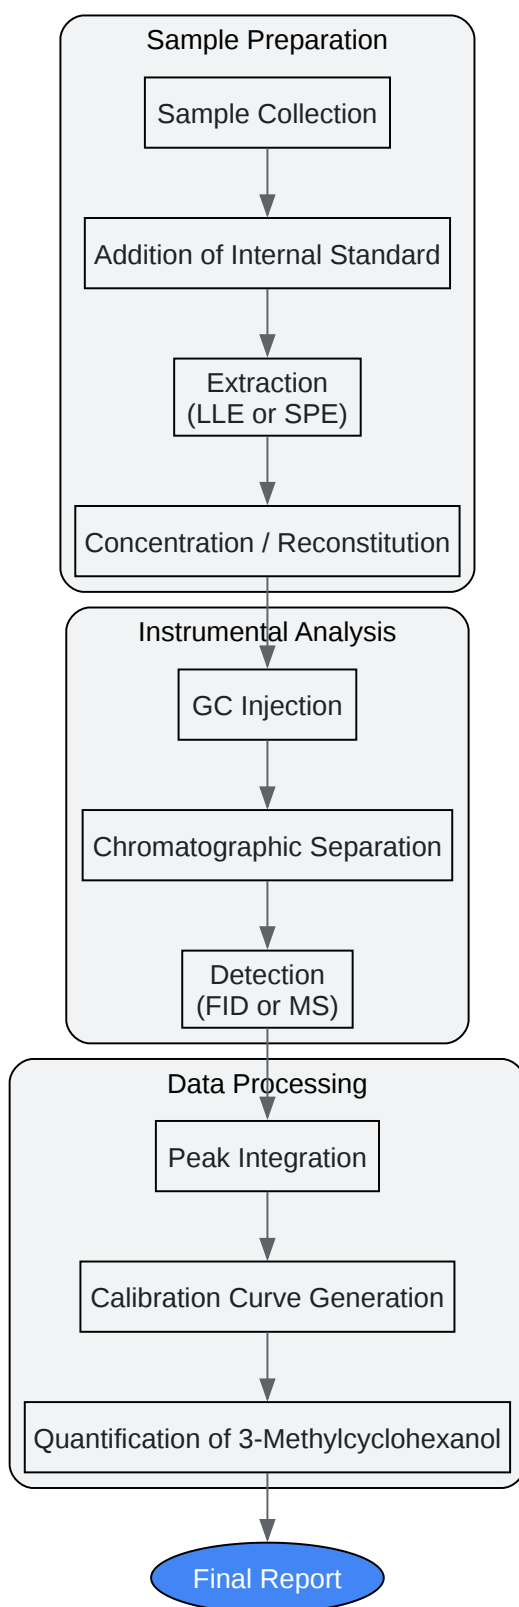 Sample Preparation
Sample Collection
Addition of Internal Standard
Extraction
(LLE or SPE)
Concentration / Reconstitution
Instrumental Analysis
GC Injection
Chromatographic Separation
Detection
(FID or MS)
Data Processing
Peak Integration
Calibration Curve Generation
Quantification of 3-Methylcyclohexanol
Final Report